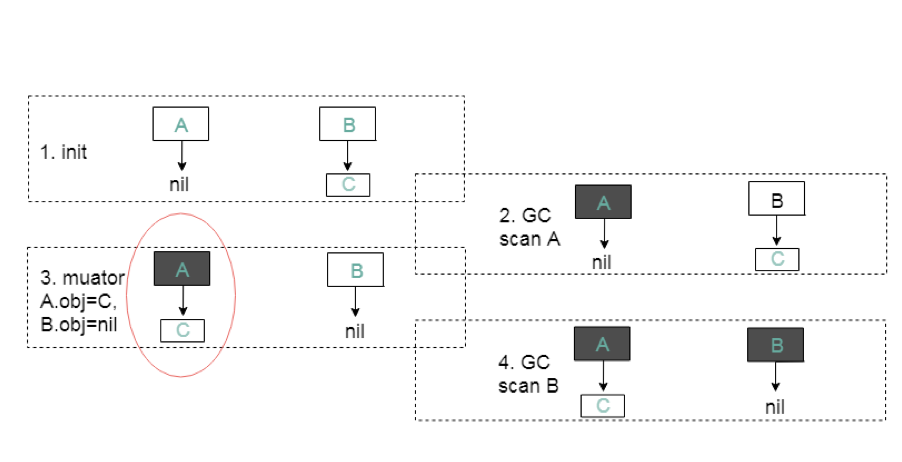 A
B
1. init
nil
C
2. GC
scan A
A
B
nil
C
3. muator
A.obj=C,
B.obj=nil
A
B
C
nil
4. GC
scan B
A
B
C
nil